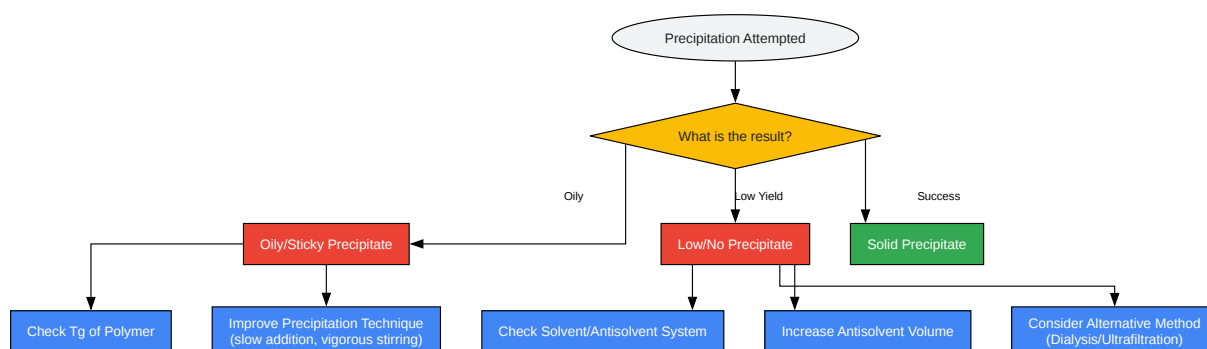 Precipitation Attempted
What is the result?
Oily
Low Yield
Success
Oily/Sticky Precipitate
Low/No Precipitate
Solid Precipitate
Check Tg of Polymer
Improve Precipitation Technique
(slow addition, vigorous stirring)
Check Solvent/Antisolvent System
Increase Antisolvent Volume
Consider Alternative Method
(Dialysis/Ultrafiltration)